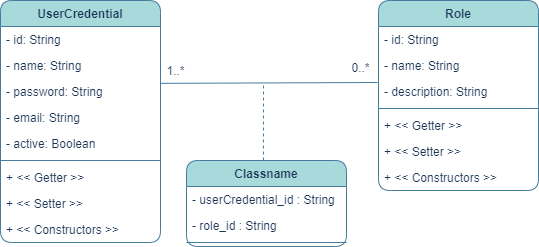 UserCredential
- id: String
- name: String
- password: String
- email: String
- active: Boolean
+ << Getter >>
+ << Setter >>
+ << Constructors >>
1..*
0..*
Classname
- userCredential_id : String
- role_id : String
Role
- id: String
- name: String
- description: String
+ << Getter >>
+ << Setter >>
+ << Constructors >>